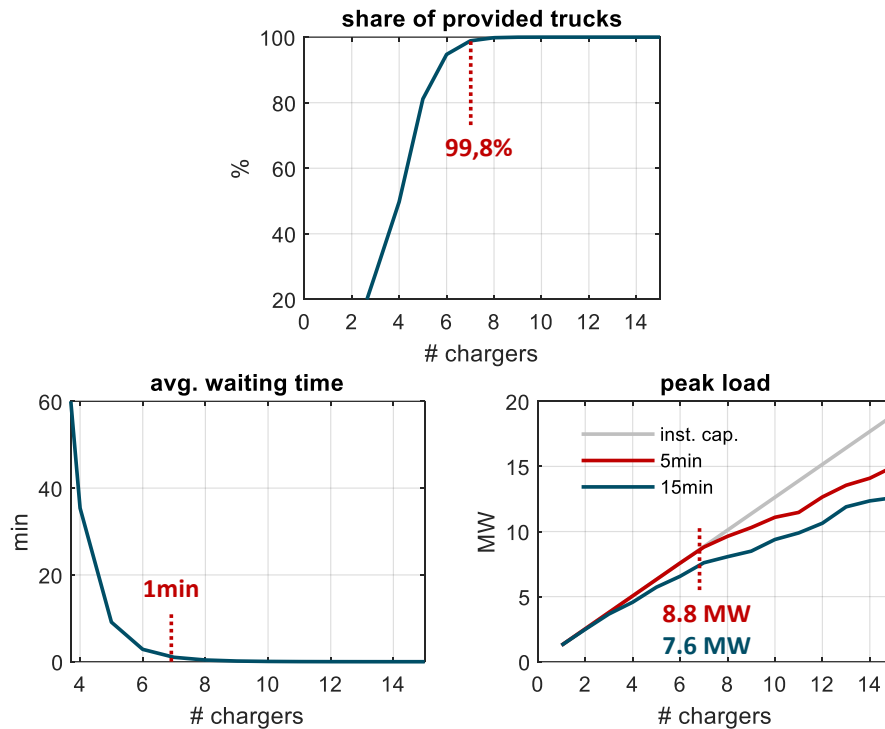 share of provided trucks
100
80
60
40
20
%
99,8%
0 2 4 6 8 10 12 14
# chargers
avg. waiting time
60
40
20
0
min
1min
4 6 8 10 12 14
# chargers
peak load
20
15
10
5
0
MW
inst. cap.
5min
15min
8.8 MW
7.6 MW
0 2 4 6 8 10 12 14
# chargers